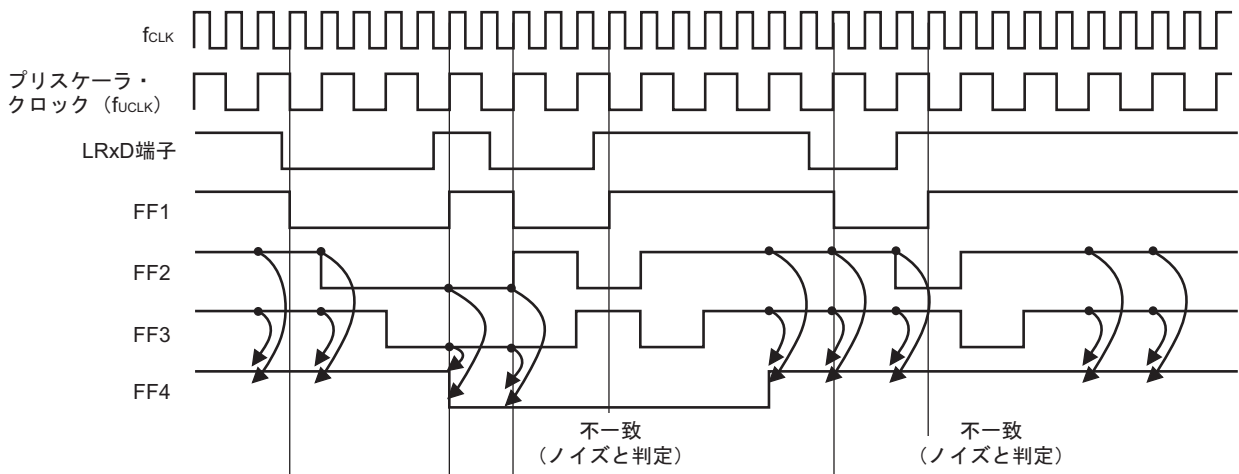 fCLK
プリスケーラ・
クロック（fUCLK）
LRxD端子
FF1
FF2
FF3
FF4
不一致
（ノイズと判定）
不一致
（ノイズと判定）